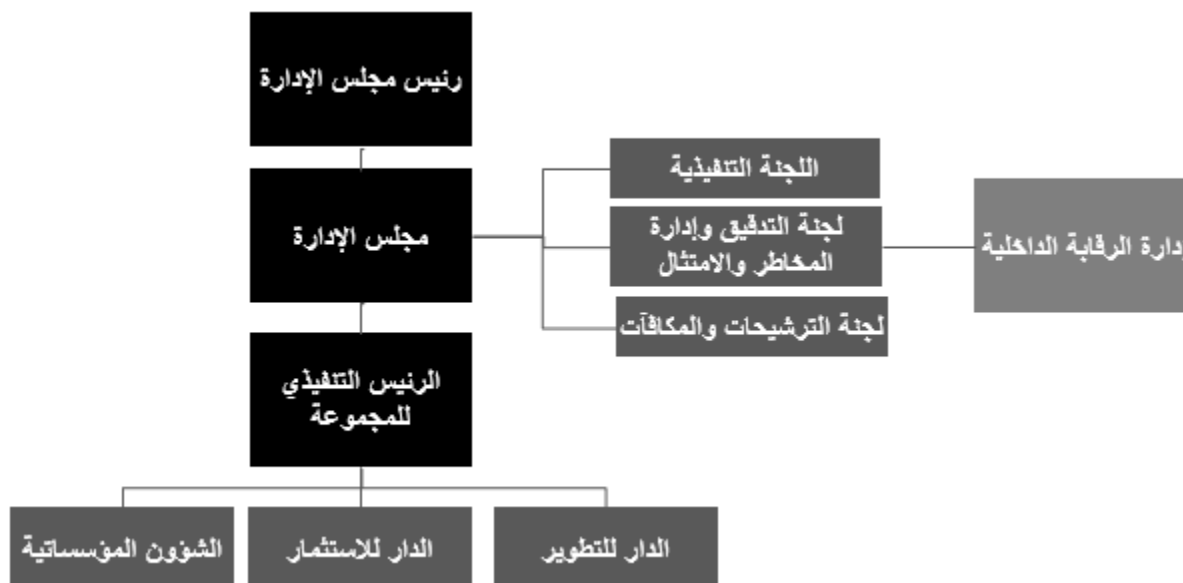 رئيس مجلس الإدارة
مجلس الإدارة
اللجنة التنفيذية
لجنة التدقيق وإدارة
المخاطر والامتثال
لجنة الترشيحات والمكافآت
إدارة الرقابة الداخلية
الرئيس التنفيذي
للمجموعة
الدار للتطوير
الدار للاستثمار
الشؤون المؤسساتية